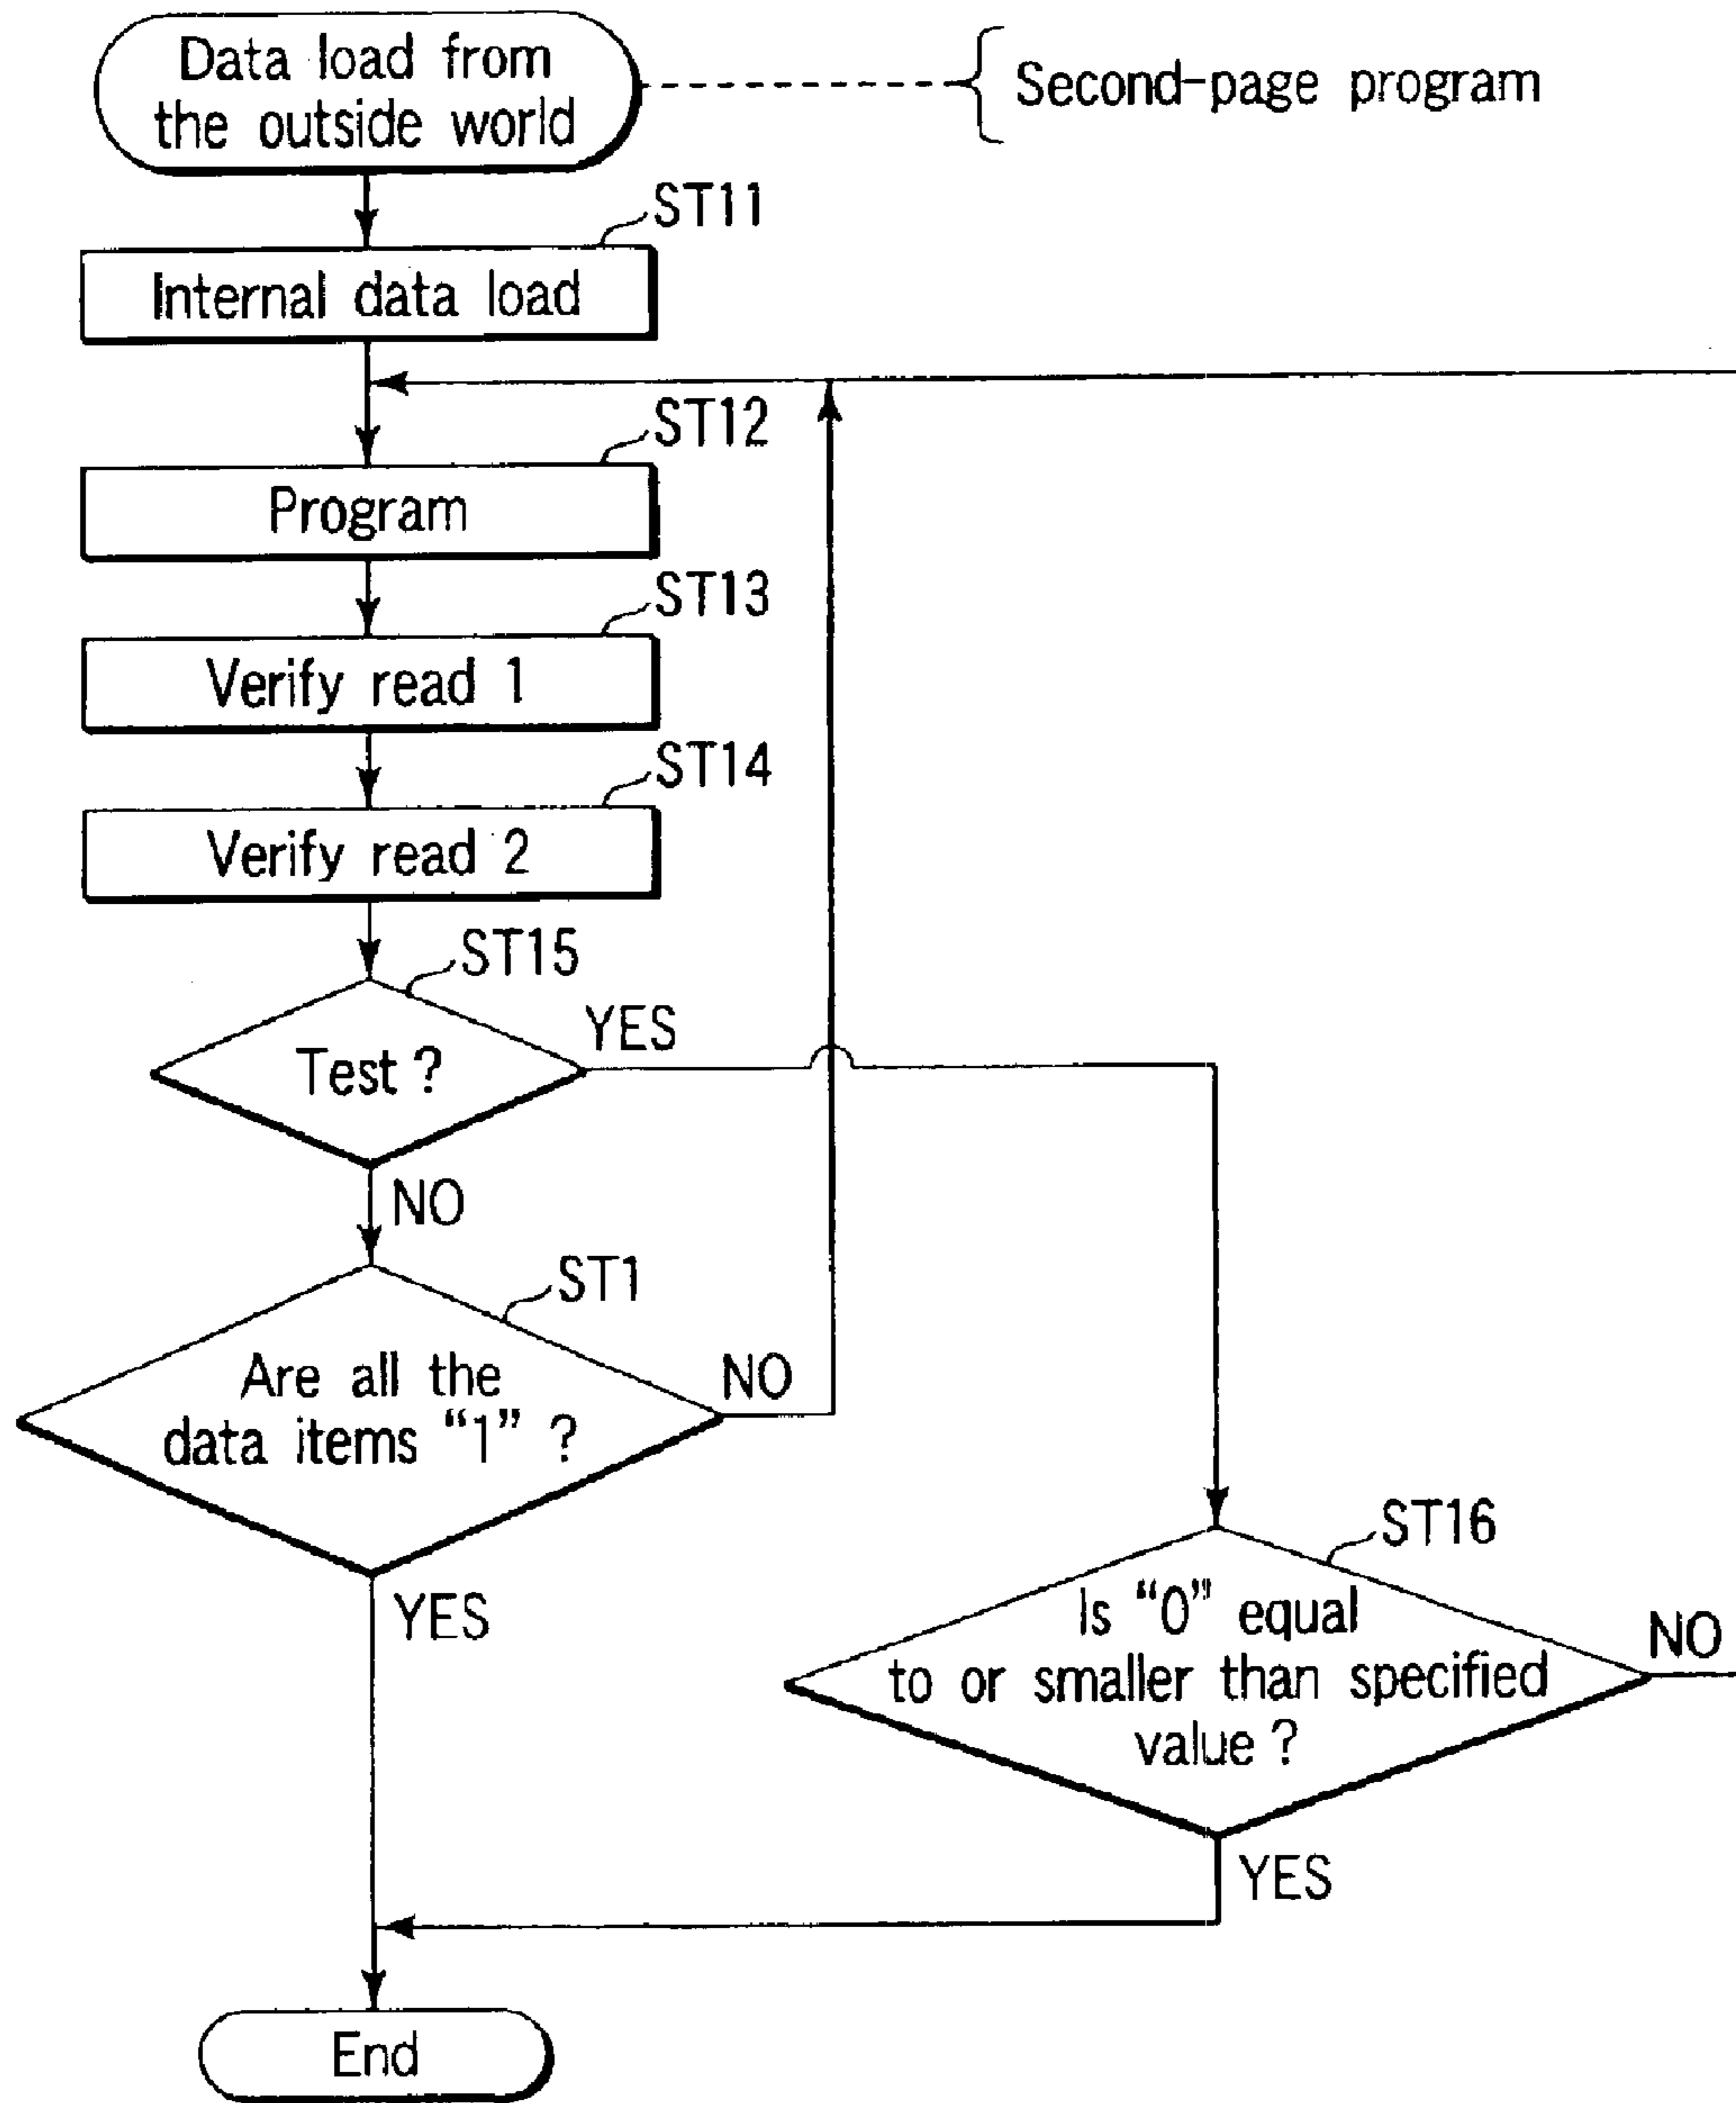 Data load from
the outside world
Second-page program
ST11
Internal data load
ST12
Program
ST13
Verify read 1
ST14
Verify read 2
ST15
Test ?
YES
NO
ST1
Are all the
data items “1” ?
NO
YES
ST16
Is “0” equal
to or smaller than specified
value ?
NO
YES
End